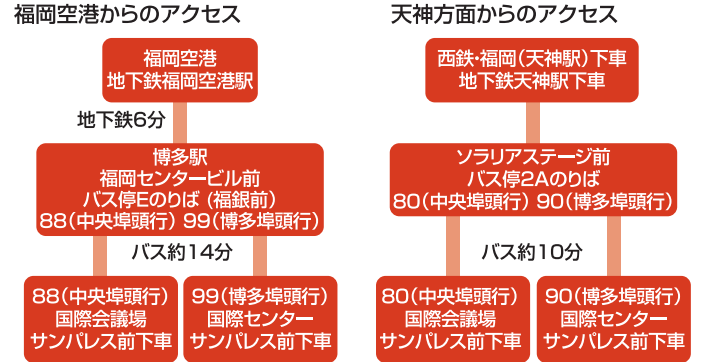 福岡空港からのアクセス
福岡空港
地下鉄福岡空港駅
地下鉄6分
博多駅
福岡センタービル前
バス停Eのりば（福銀前）
88（中央埠頭行）99（博多埠頭行）
バス約14分
88（中央埠頭行）
国際会議場
サンパレス前下車
99（博多埠頭行）
国際センター
サンパレス前下車
天神方面からのアクセス
西鉄・福岡（天神駅）下車
地下鉄天神駅下車
ソラリアステージ前
バス停2Aのりば
80（中央埠頭行）90（博多埠頭行）
バス約10分
80（中央埠頭行）
国際会議場
サンパレス前下車
90（博多埠頭行）
国際センター
サンパレス前下車